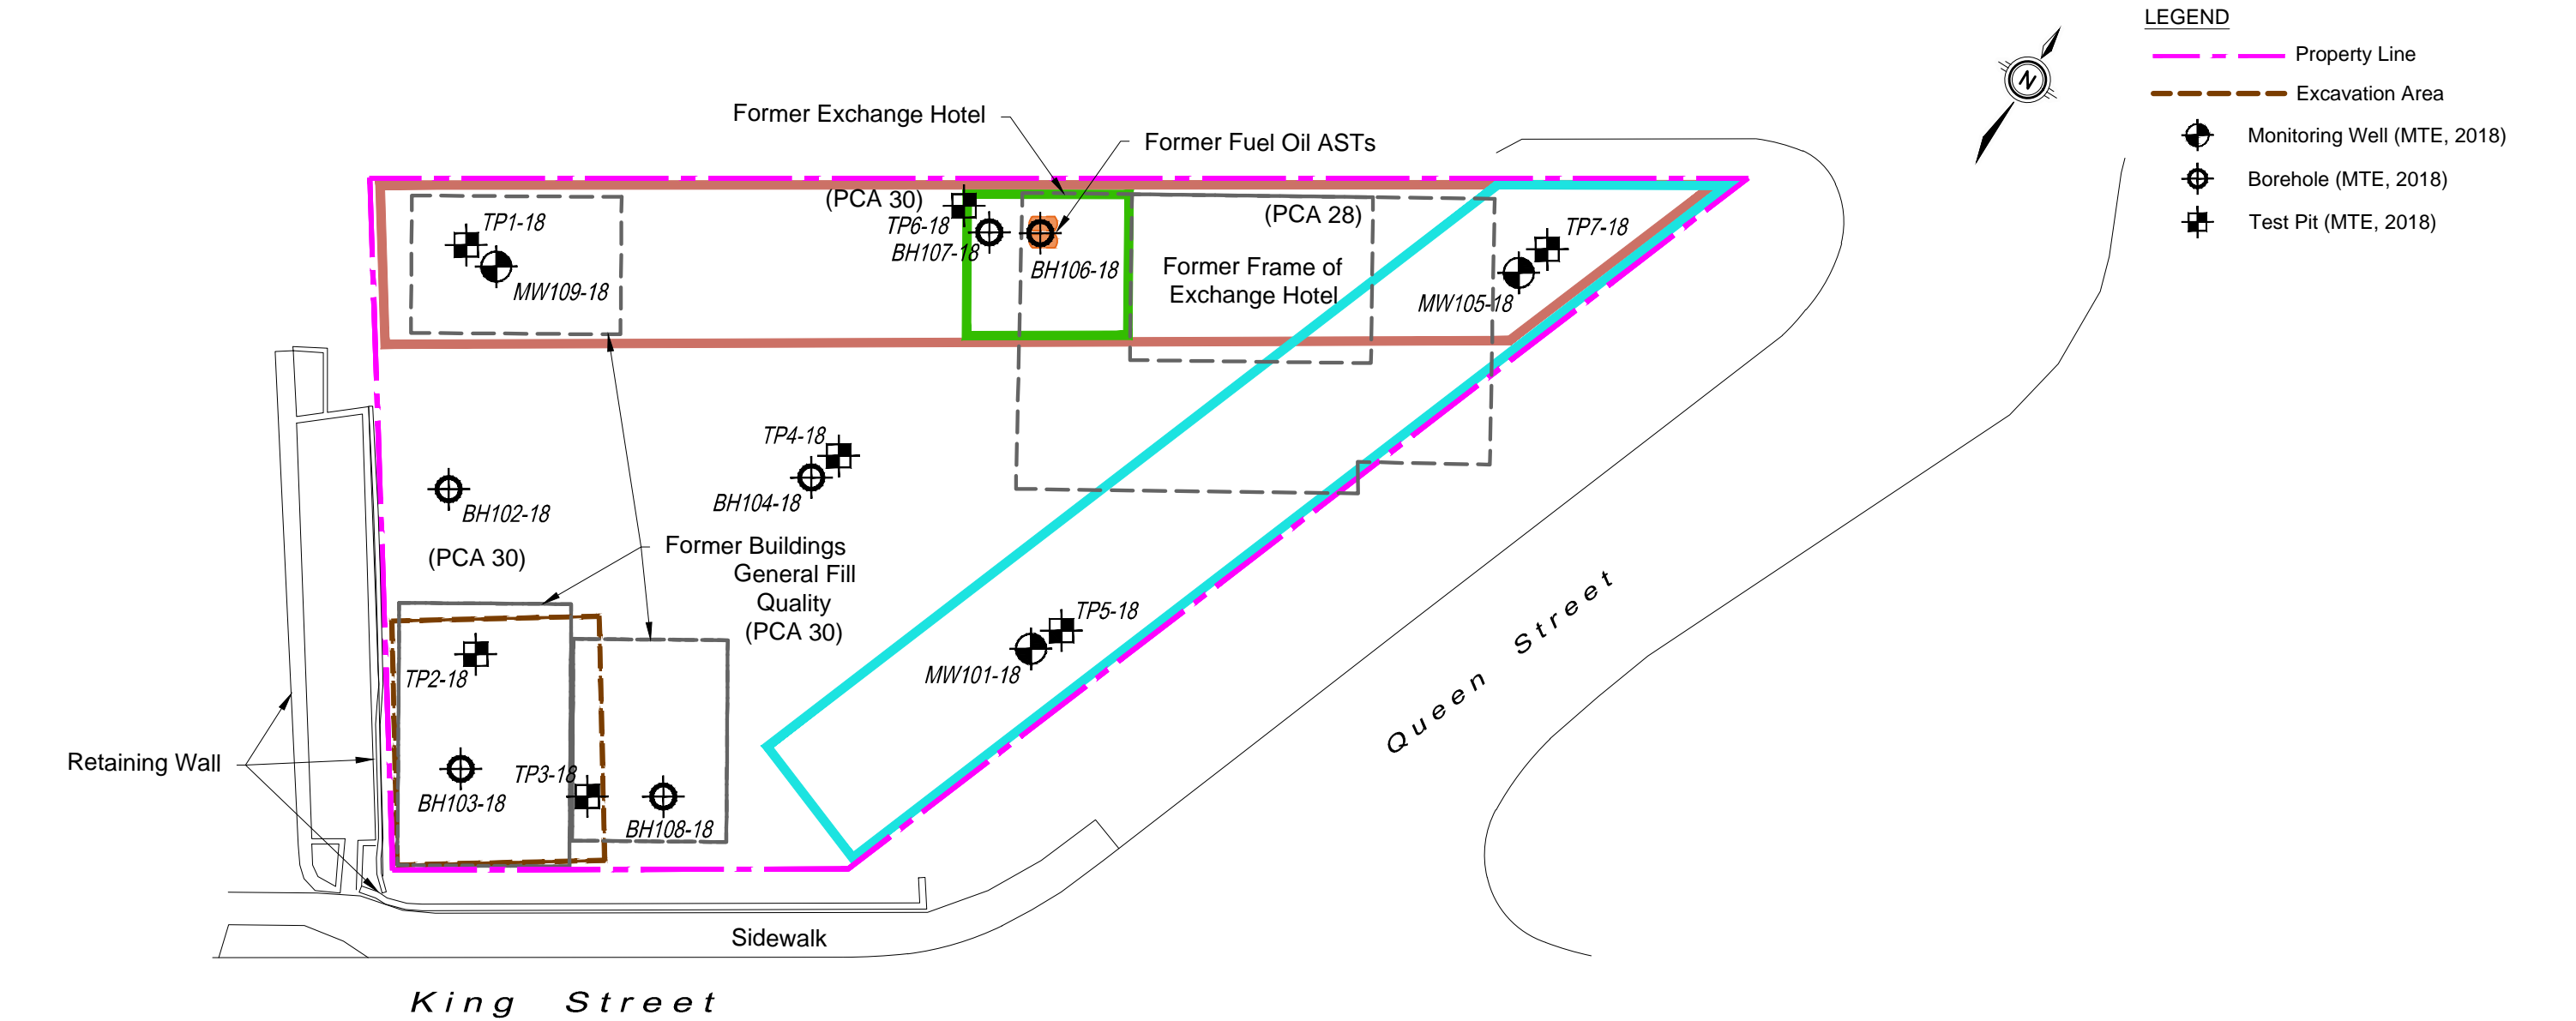 LEGEND
Property Line
Excavation Area
Monitoring Well (MTE, 2018)
Borehole (MTE, 2018)
Test Pit (MTE, 2018)
N
Former Exchange Hotel
Former Fuel Oil ASTs
(PCA 30)
(PCA 28)
TP1-18
MW109-18
TP6-18
BH107-18
BH106-18
Former Frame of
Exchange Hotel
TP7-18
MW105-18
TP4-18
BH104-18
BH102-18
(PCA 30)
Former Buildings
General Fill
Quality
(PCA 30)
TP5-18
MW101-18
TP2-18
BH103-18
TP3-18
BH108-18
Retaining Wall
Queen Street
Sidewalk
King Street